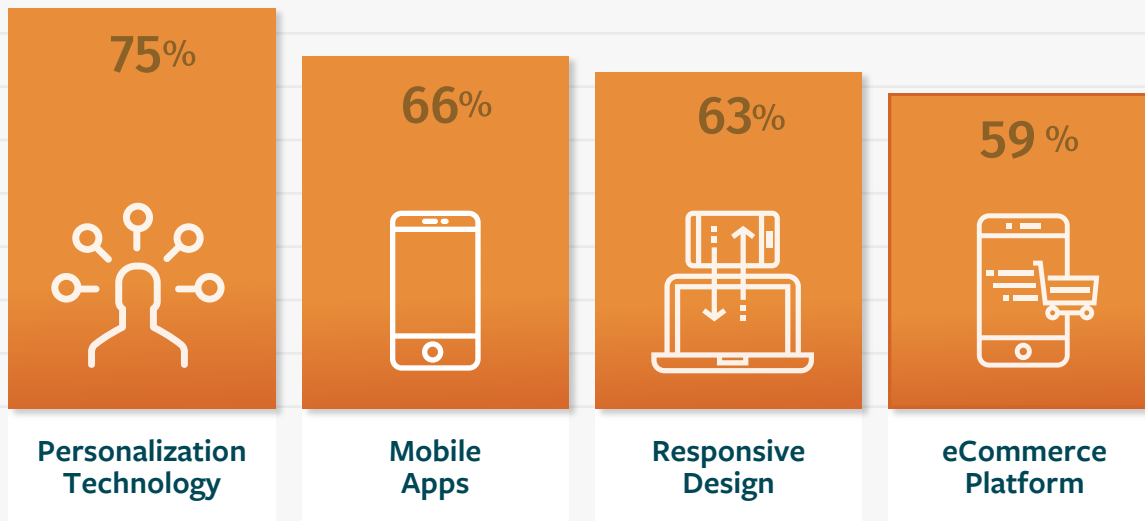 75%
66%
63%
59 %
Personalization
Technology
Mobile
Apps
Responsive
Design
eCommerce
Platform